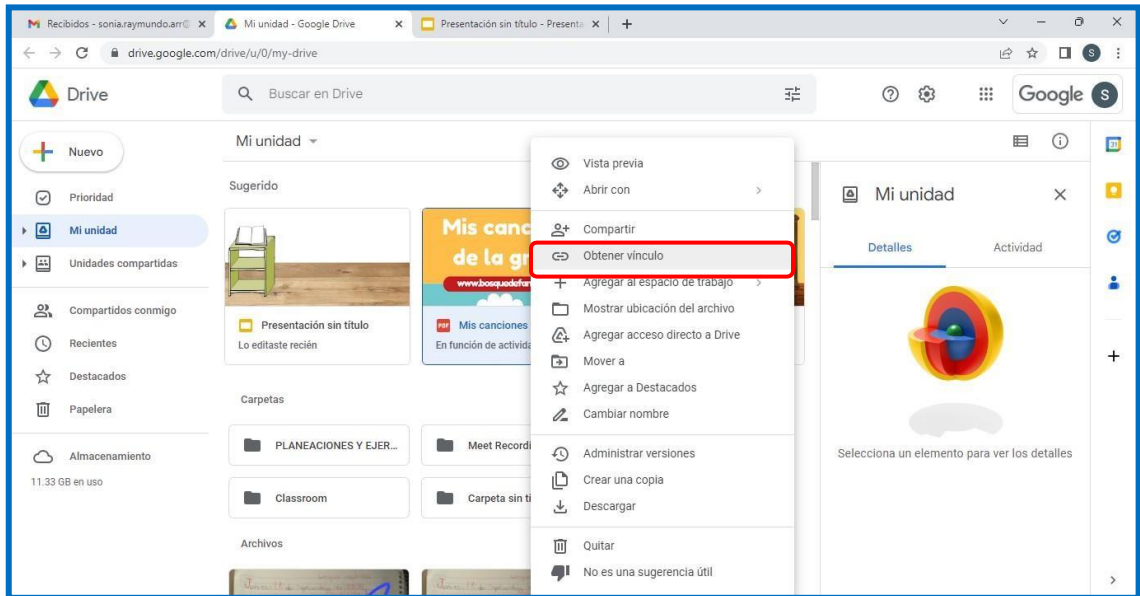 Recibidos - sonia.raymundo.arr
Mi unidad - Google Drive
Presentación sin título - Presenta
drive.google.com/drive/u/0/my-drive
S
Drive
Buscar en Drive
Google
S
Nuevo
Prioridad
Mi unidad
Unidades compartidas
Compartidos conmigo
Recientes
Destacados
Papelera
Almacenamiento
11.33 GB en uso
Mi unidad
Sugerido
Presentación sin título
Lo editaste recién
Mis canc
de la gr
www.bosquedefan
PDF
Mis canciones
En función de activida
Carpetas
PLANEACIONES Y EJER...
Meet Recordi
Classroom
Carpeta sin tí
Archivos
Vista previa
Abrir con
Compartir
Obtener vínculo
Agregar al espacio de trabajo
Mostrar ubicación del archivo
Agregar acceso directo a Drive
Mover a
Agregar a Destacados
Cambiar nombre
Administrar versiones
Crear una copia
Descargar
Quitar
No es una sugerencia útil
Mi unidad
Detalles
Actividad
Selecciona un elemento para ver los detalles
31